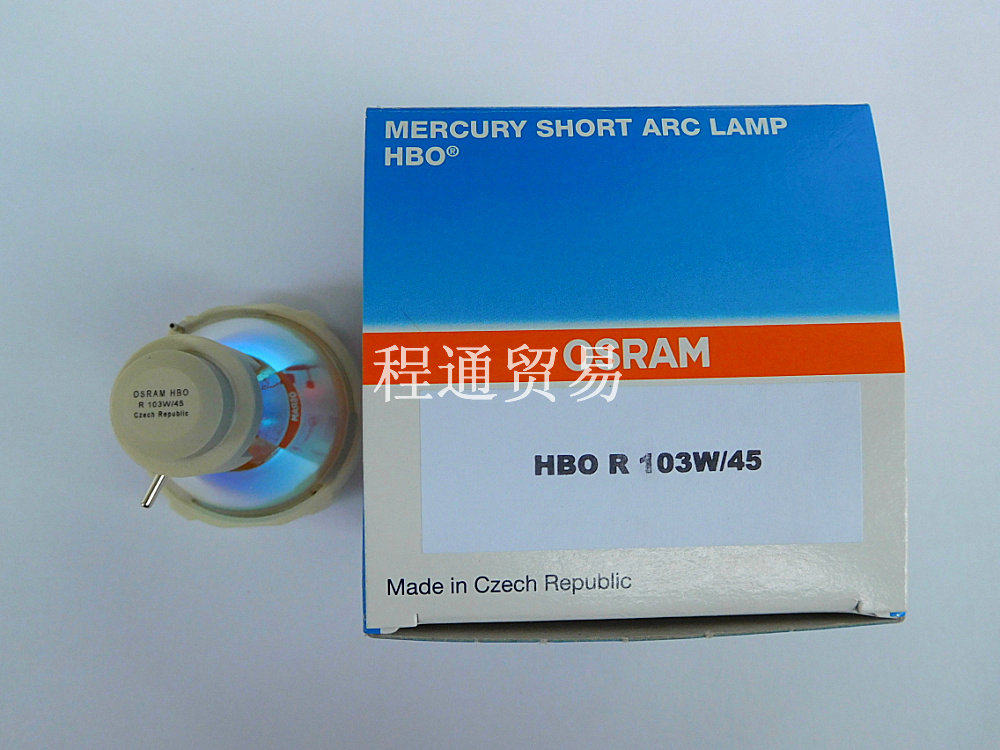 MERCURY SHORT ARC LAMP
HBO®
OSRAM
程通贸易
HBO R 103W/45
Made in Czech Republic
OSRAM HBO
R 103W/45
Czech Republic